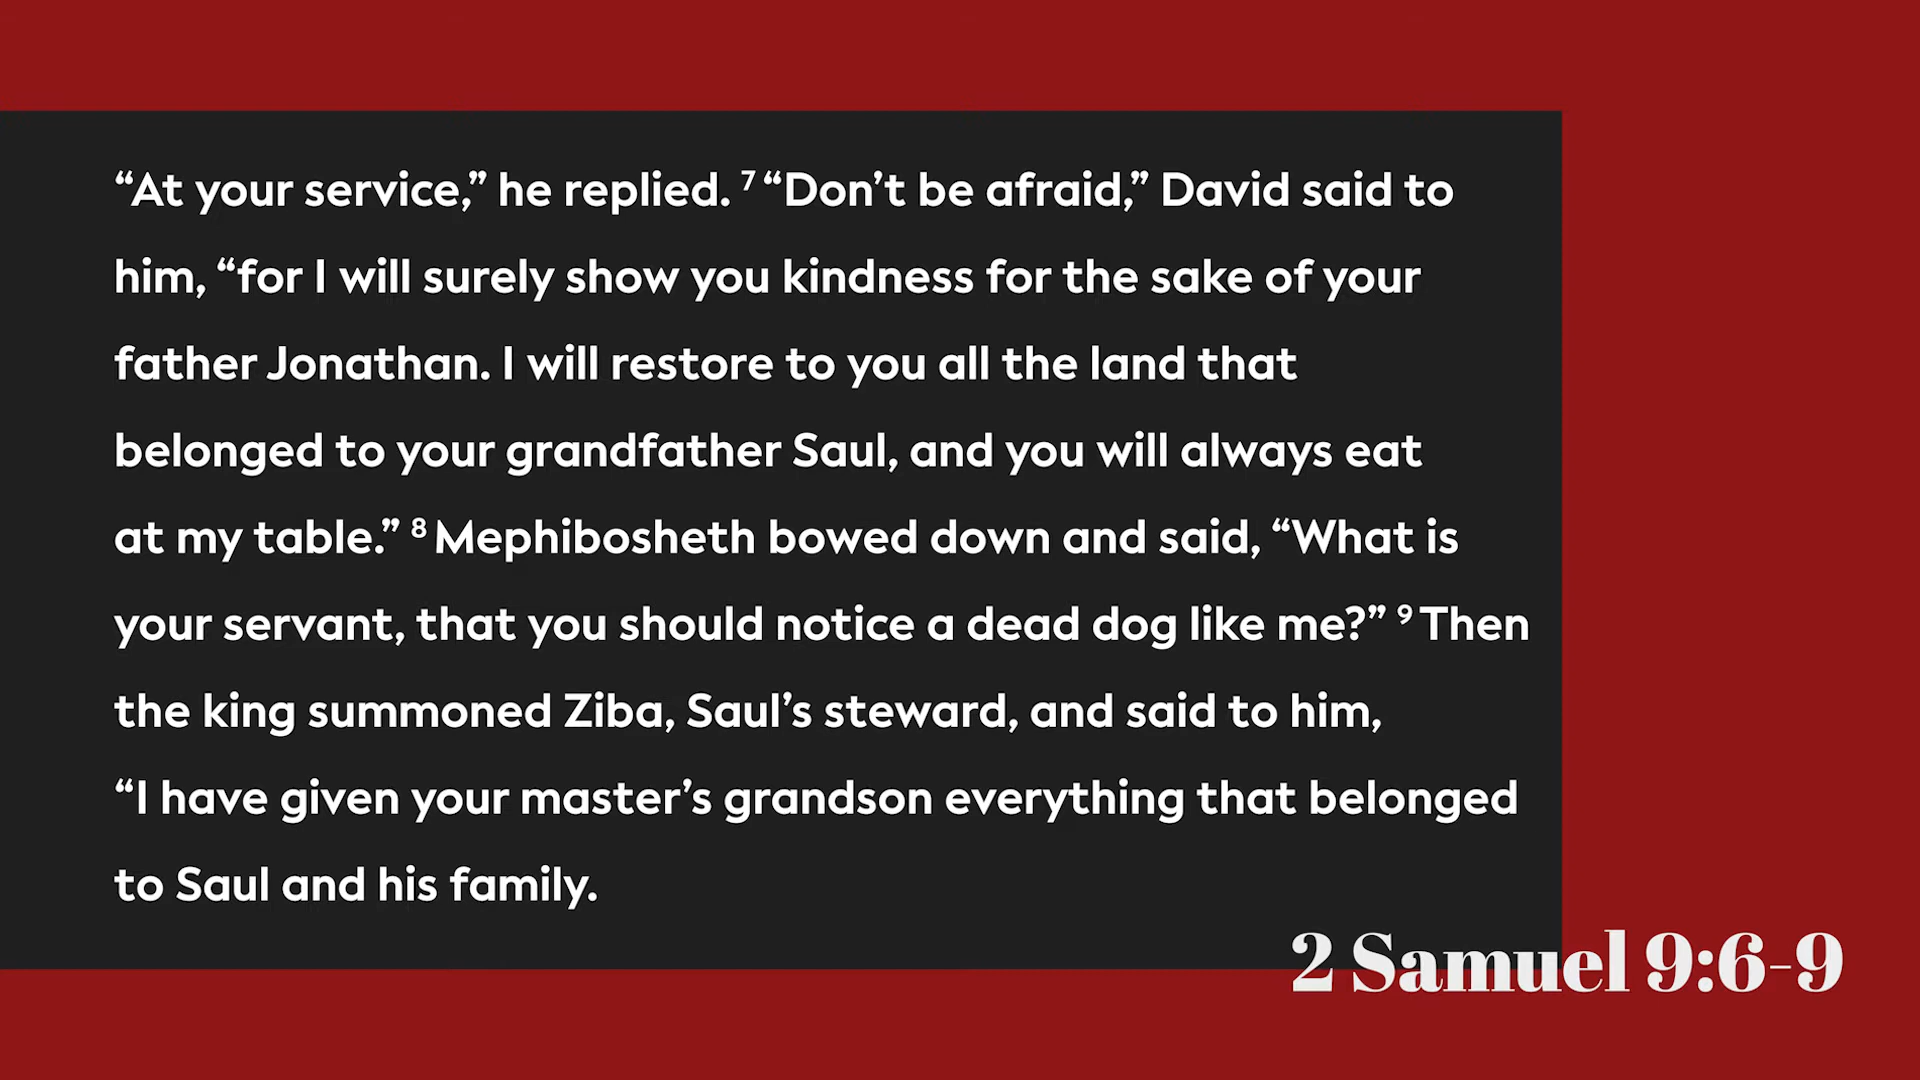 “At your service,” he replied. 7 “Don’t be afraid,” David said to
him, “for I will surely show you kindness for the sake of your
father Jonathan. I will restore to you all the land that
belonged to your grandfather Saul, and you will always eat
at my table.” 8 Mephibosheth bowed down and said, “What is
your servant, that you should notice a dead dog like me?” 9 Then
the king summoned Ziba, Saul’s steward, and said to him,
“I have given your master’s grandson everything that belonged
to Saul and his family.
2 Samuel 9:6-9